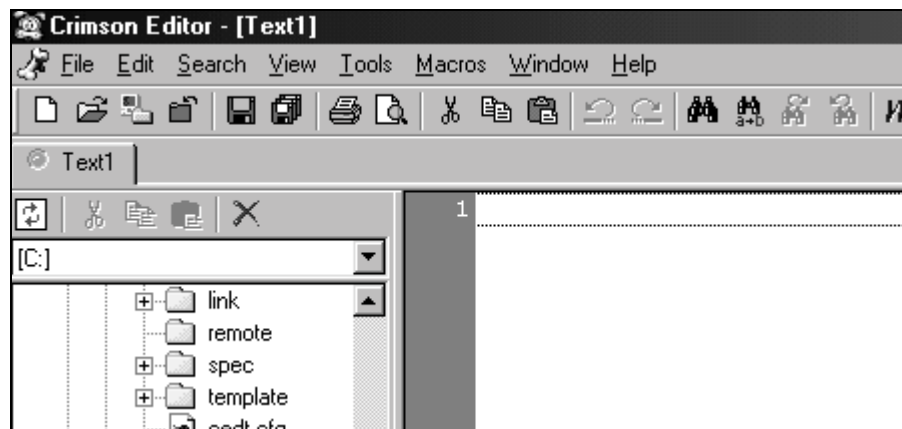 Crimson Editor - [Text1]
File Edit Search View Tools Macros Window Help
a+b
Text1
1
[C:]
link
remote
spec
template